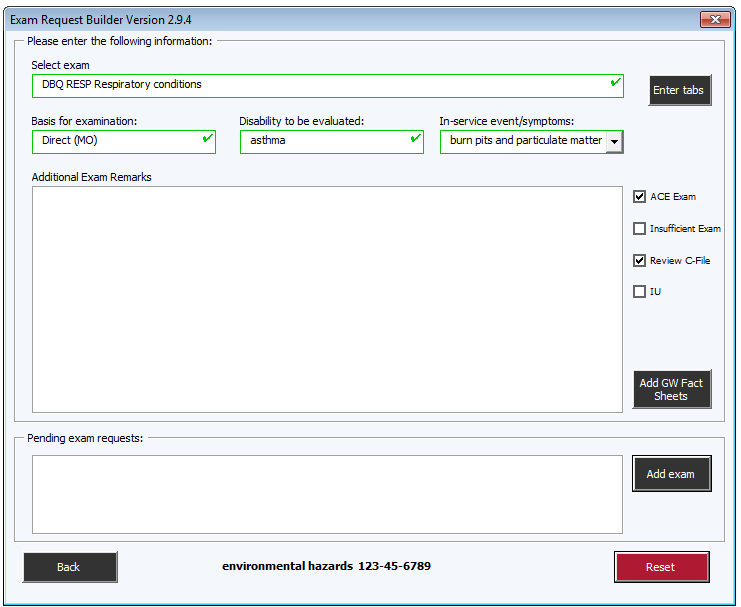 Exam Request Builder Version 2.9.4
Please enter the following information:
Select exam
DBQ RESP Respiratory conditions
Enter tabs
Basis for examination:
Disability to be evaluated:
In-service event/symptoms:
Direct (MO)
asthma
burn pits and particulate matter
Additional Exam Remarks
ACE Exam
Insufficient Exam
Review C-File
IU
Add GW Fact
Sheets
Pending exam requests:
Add exam
Back
environmental hazards 123-45-6789
Reset